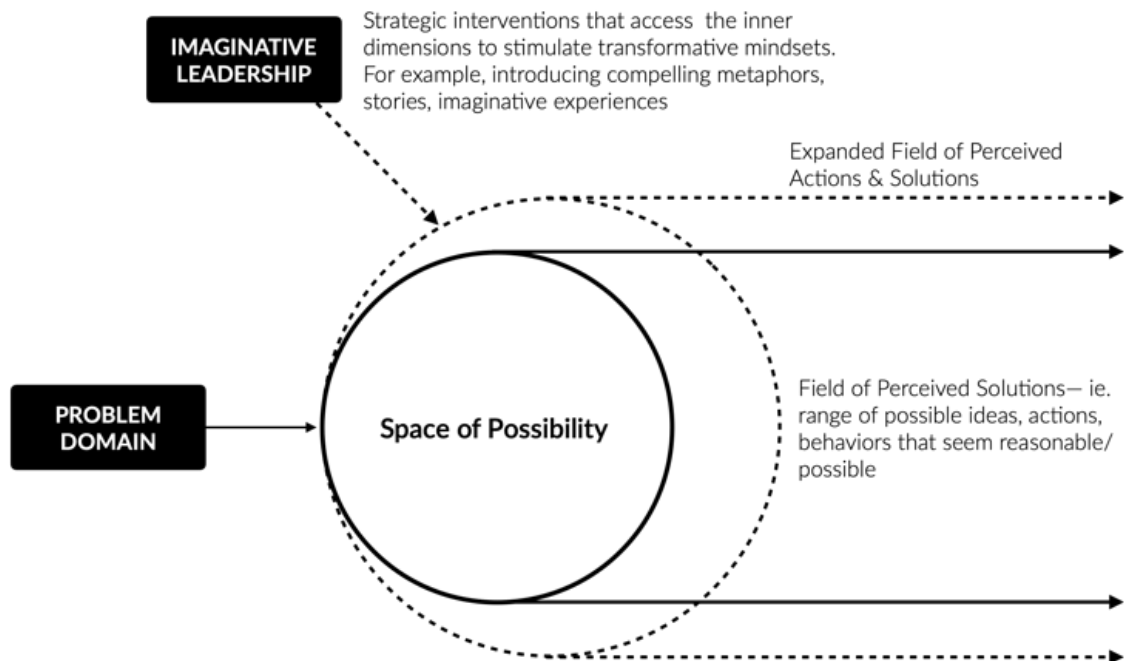 IMAGINATIVE
LEADERSHIP
Strategic interventions that access the inner
dimensions to stimulate transformative mindsets.
For example, introducing compelling metaphors,
stories, imaginative experiences
Expanded Field of Perceived
Actions & Solutions
PROBLEM
DOMAIN
Space of Possibility
Field of Perceived Solutions— ie.
range of possible ideas, actions,
behaviors that seem reasonable/
possible